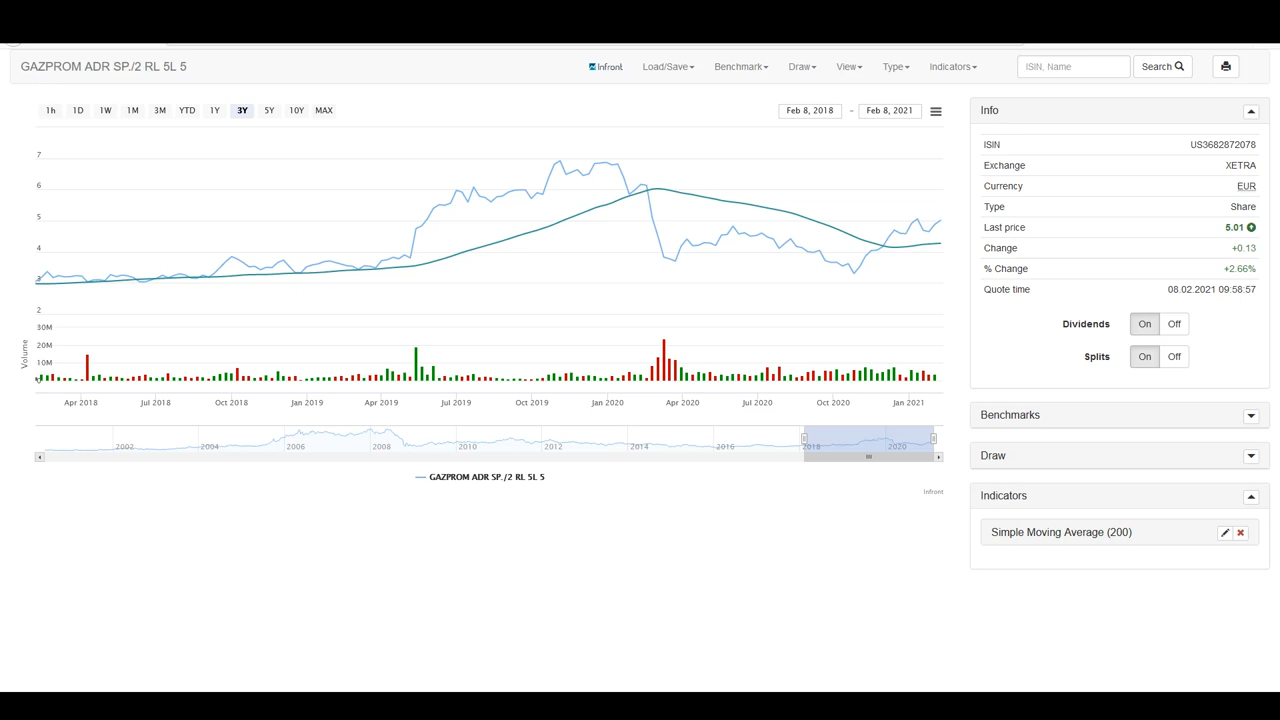 GAZPROM ADR SP./2 RL 5L 5
Infront Load/Save Benchmark Draw View Type Indicators ISIN, Name Search
1h 1D 1W 1M 3M YTD 1Y 3Y 5Y 10Y MAX Feb 8, 2018 – Feb 8, 2021
7
6
5
4
3
2
30M
20M
10M
0
Volume
Apr 2018 Jul 2018 Oct 2018 Jan 2019 Apr 2019 Jul 2019 Oct 2019 Jan 2020 Apr 2020 Jul 2020 Oct 2020 Jan 2021
2002 2004 2006 2008 2010 2012 2014 2016 2018 2020
GAZPROM ADR SP./2 RL 5L 5
Infront
Info
ISIN US3682872078
Exchange XETRA
Currency EUR
Type Share
Last price 5.01
Change +0.13
% Change +2.66%
Quote time 08.02.2021 09:58:57
Dividends On Off
Splits On Off
Benchmarks
Draw
Indicators
Simple Moving Average (200)